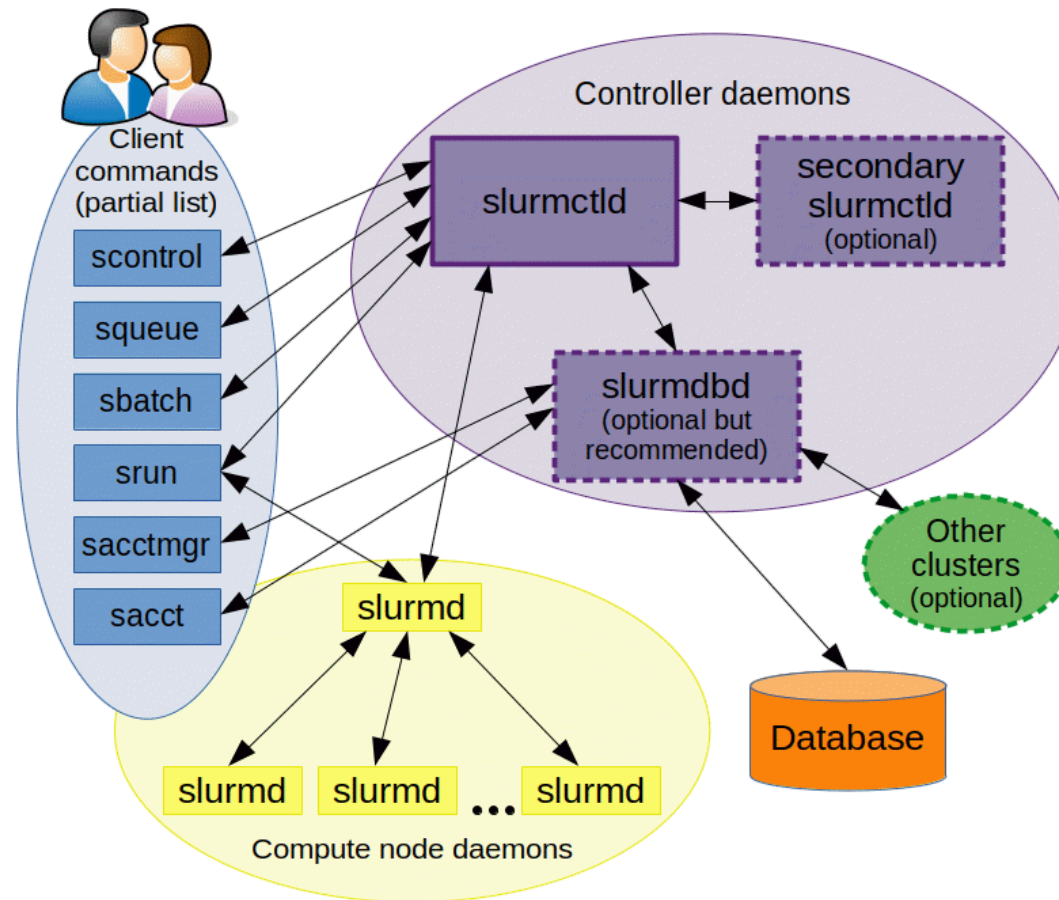 Client
commands
(partial list)
scontrol
squeue
sbatch
srun
sacctmgr
sacct
Controller daemons
slurmctld
secondary
slurmctld
(optional)
slurmdbd
(optional but
recommended)
Other
clusters
(optional)
Database
slurmd
slurmd
slurmd
...
slurmd
Compute node daemons